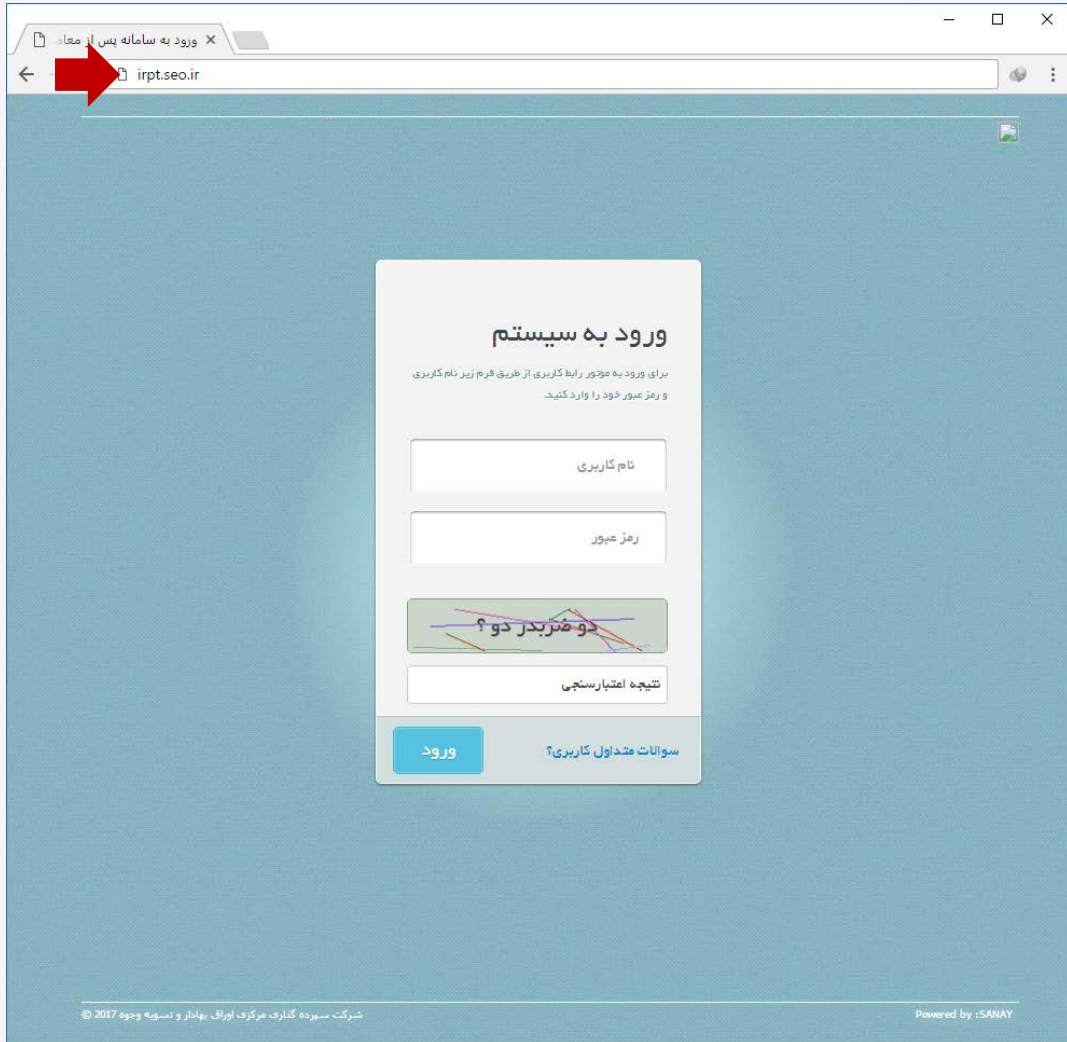 ورود به سامانه پس از معام
irpt.seo.ir
ورود به سیستم
برای ورود به موتور رابط کاربری از طریق فرم زیر نام کاربری
و رمز عبور خود را وارد کنید.
نام کاربری
رمز عبور
دو ضربدر دو ؟
نتیجه اعتبارسنجی
سوالات متداول کاربری؟
ورود
شرکت سپرده گذاری مرکزی اوراق بهادار و تسویه وجوه 2017 ©
Powered by :SANAY